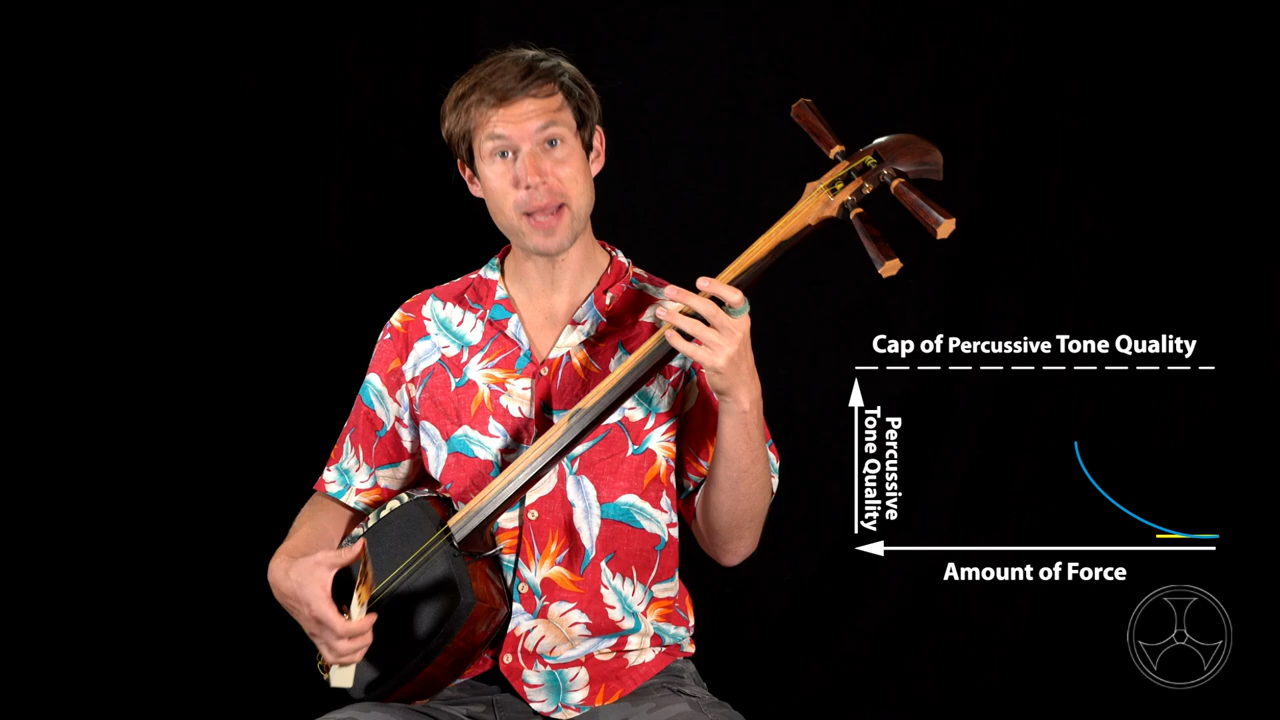 Cap of Percussive Tone Quality
Percussive
Tone Quality
Amount of Force